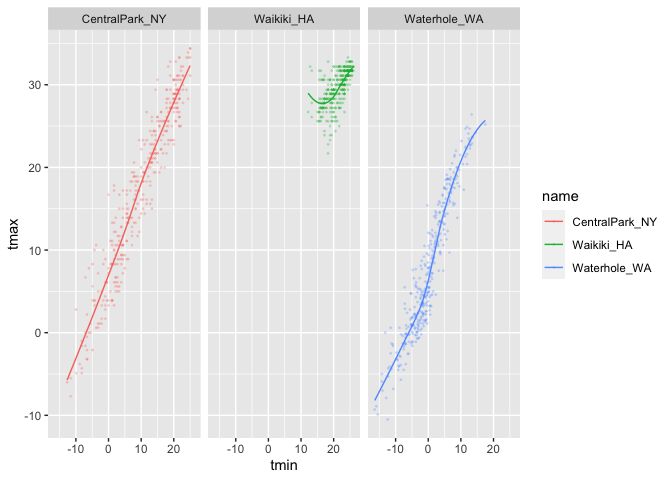 CentralPark_NY Waikiki_HA Waterhole_WA
30
20
10
0
-10
tmax
-10 0 10 20 -10 0 10 20 -10 0 10 20
tmin
name
CentralPark_NY
Waikiki_HA
Waterhole_WA